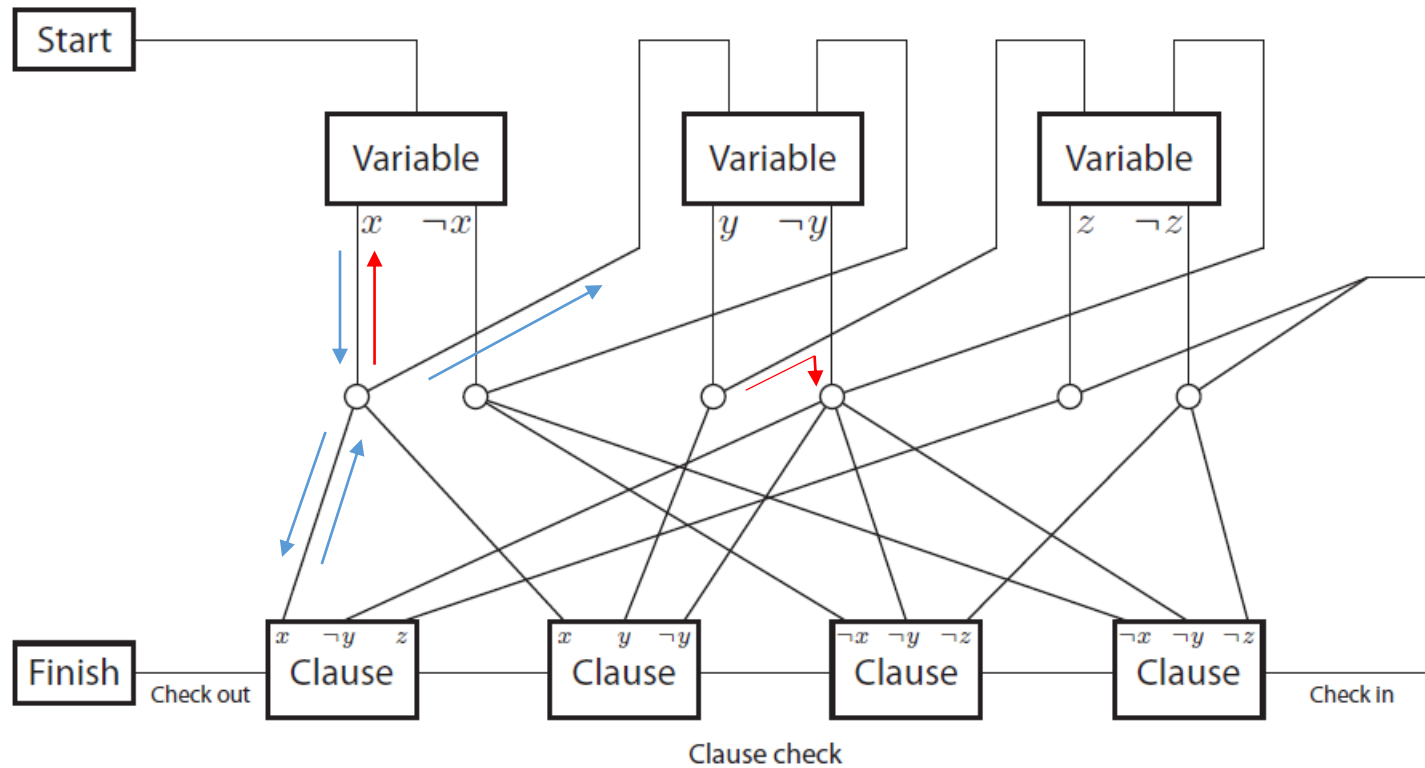 Start
Variable Variable Variable
x ¬x y ¬y z ¬z
x ¬y z x y ¬y ¬x ¬y ¬z ¬x ¬y ¬z
Finish Clause Clause Clause Clause
Check out Check in
Clause check